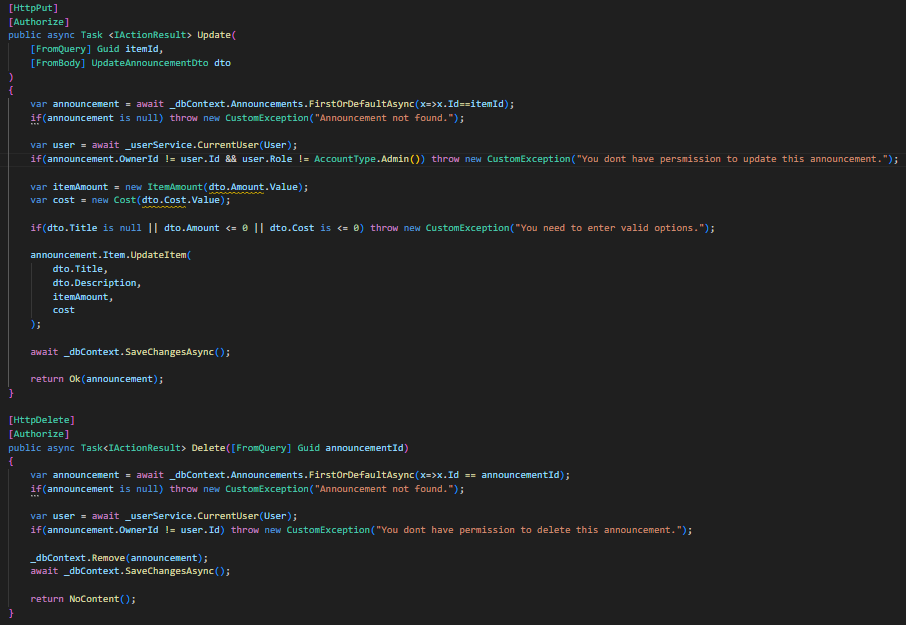 [HttpPut]
[Authorize]
public async Task <IActionResult> Update(
[FromQuery] Guid itemId,
[FromBody] UpdateAnnouncementDto dto
)
{
var announcement = await _dbContext.Announcements.FirstOrDefaultAsync(x=>x.Id==itemId);
if(announcement is null) throw new CustomException("Announcement not found.");
var user = await _userService.CurrentUser(User);
if(announcement.OwnerId != user.Id && user.Role != AccountType.Admin()) throw new CustomException("You dont have persmission to update this announcement.");
var itemAmount = new ItemAmount(dto.Amount.Value);
var cost = new Cost(dto.Cost.Value);
if(dto.Title is null || dto.Amount <= 0 || dto.Cost is <= 0) throw new CustomException("You need to enter valid options.");
announcement.Item.UpdateItem(
dto.Title,
dto.Description,
itemAmount,
cost
);
await _dbContext.SaveChangesAsync();
return Ok(announcement);
}
[HttpDelete]
[Authorize]
public async Task<IActionResult> Delete([FromQuery] Guid announcementId)
{
var announcement = await _dbContext.Announcements.FirstOrDefaultAsync(x=>x.Id == announcementId);
if(announcement is null) throw new CustomException("Announcement not found.");
var user = await _userService.CurrentUser(User);
if(announcement.OwnerId != user.Id) throw new CustomException("You dont have permission to delete this announcement.");
_dbContext.Remove(announcement);
await _dbContext.SaveChangesAsync();
return NoContent();
}